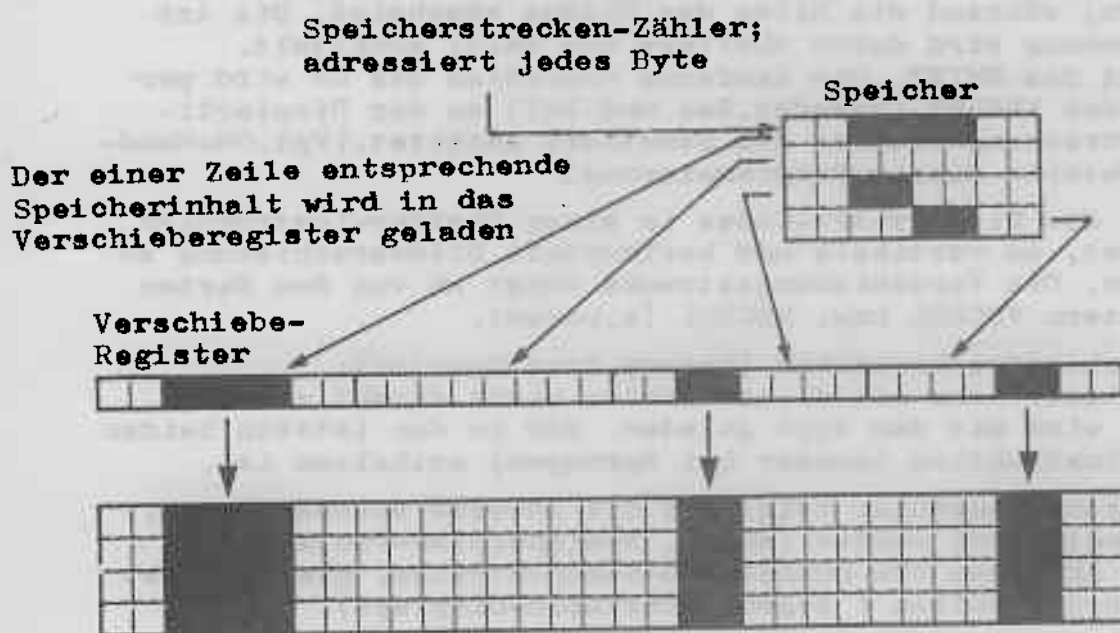 Speicherstrecken-Zähler;
adressiert jedes Byte
Speicher
Der einer Zeile entsprechende
Speicherinhalt wird in das
Verschieberegister geladen
Verschiebe-
Register